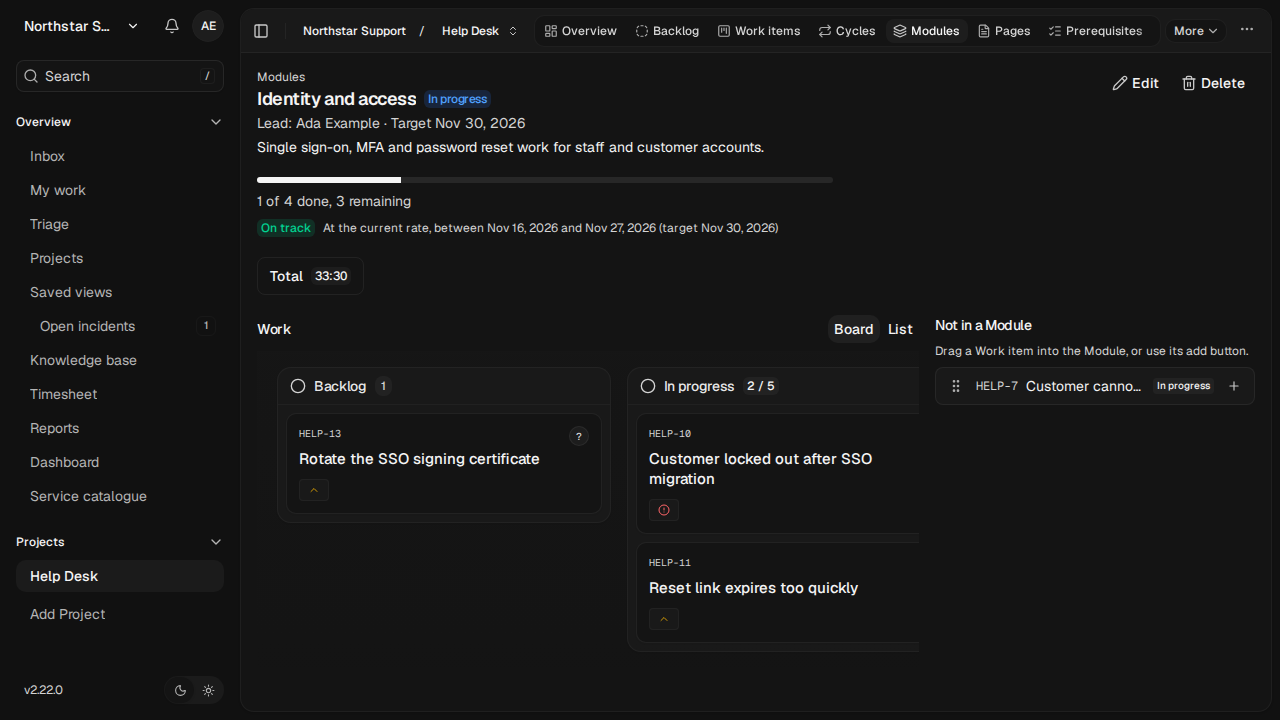 Northstar S...
AE
Search
/
Overview
Inbox
My work
Triage
Projects
Saved views
Open incidents
1
Knowledge base
Timesheet
Reports
Dashboard
Service catalogue
Projects
Help Desk
Add Project
v2.22.0
Northstar Support / Help Desk
Overview
Backlog
Work items
Cycles
Modules
Pages
Prerequisites
More
Modules
Identity and access
In progress
Edit
Delete
Lead: Ada Example · Target Nov 30, 2026
Single sign-on, MFA and password reset work for staff and customer accounts.
1 of 4 done, 3 remaining
On track
At the current rate, between Nov 16, 2026 and Nov 27, 2026 (target Nov 30, 2026)
Total 33:30
Work
Board
List
Backlog 1
HELP-13
?
Rotate the SSO signing certificate
In progress 2 / 5
HELP-10
Customer locked out after SSO
migration
HELP-11
Reset link expires too quickly
Not in a Module
Drag a Work item into the Module, or use its add button.
HELP-7 Customer canno... In progress